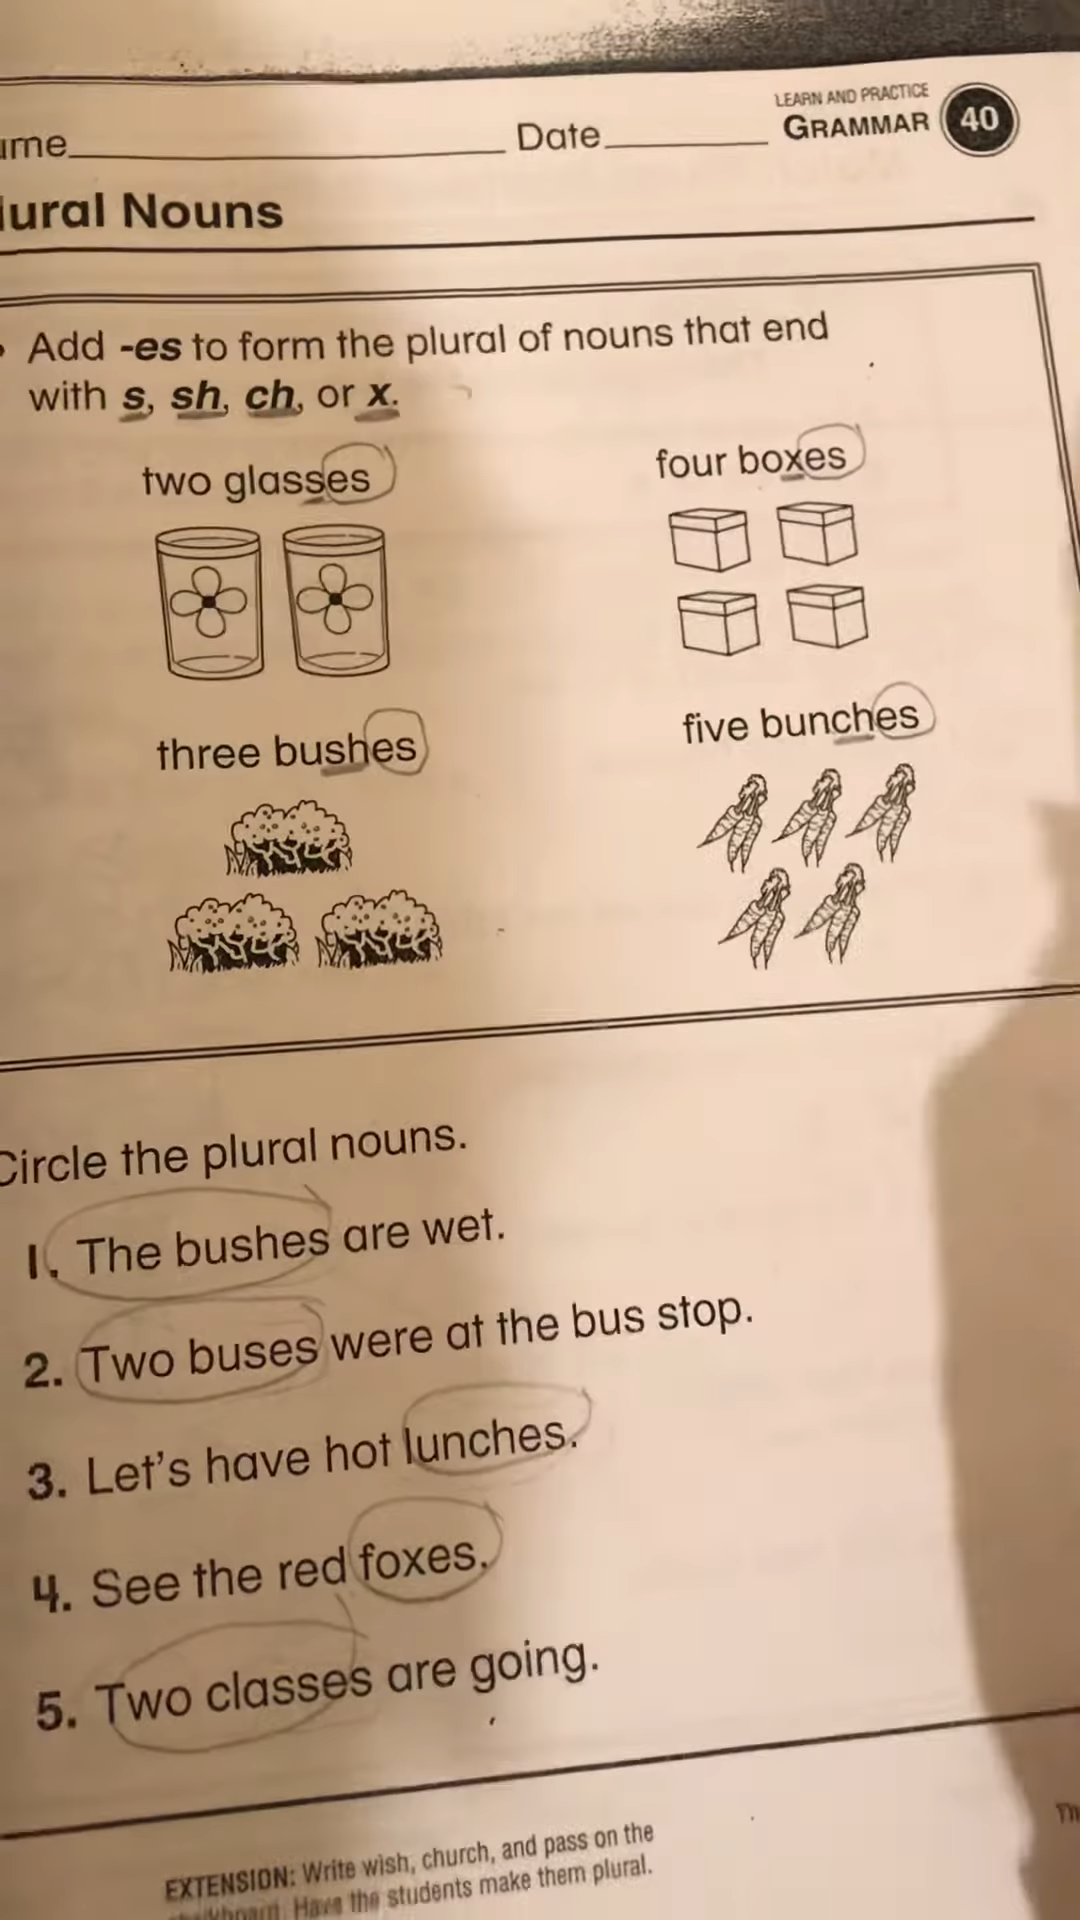 Date
LEARN AND PRACTICE
GRAMMAR 40
Nouns
Add -es to form the plural of nouns that end
with s, sh, ch, or x.
two glasses
four boxes
three bushes
five bunches
Circle the plural nouns.
1. The bushes are wet.
2. Two buses were at the bus stop.
3. Let's have hot lunches.
4. See the red foxes.
5. Two classes are going.
EXTENSION: Write wish, church, and pass on the
Have the students make them plural.